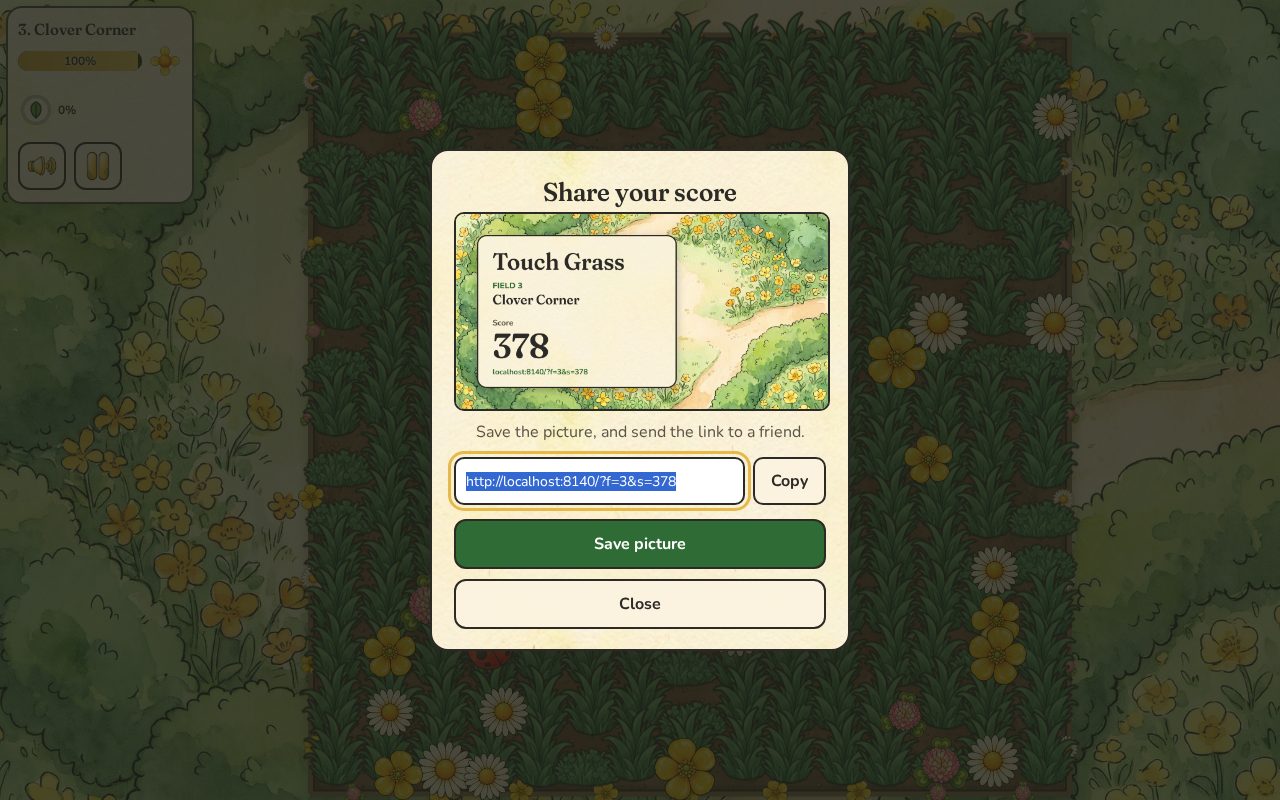 3. Clover Corner
100%
0%
Share your score
Touch Grass
FIELD 3
Clover Corner
Score
378
localhost:8140/?f=3&s=378
Save the picture, and send the link to a friend.
http://localhost:8140/?f=3&s=378
Copy
Save picture
Close